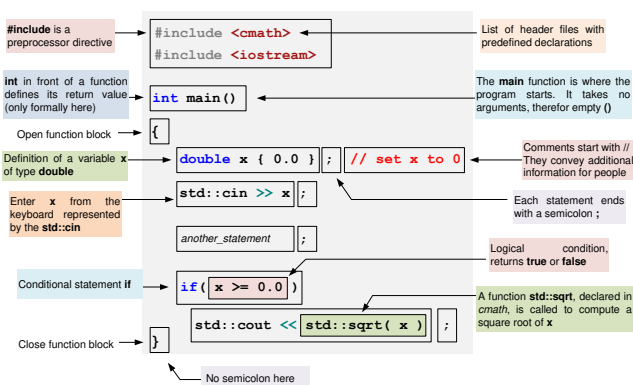 #include is a
preprocessor directive
#include <cmath>
#include <iostream>
List of header files with
predefined declarations
int in front of a function
defines its return value
(only formally here)
int main()
The main function is where the
program starts. It takes no
arguments, therefor empty ()
Open function block
{
Definition of a variable x
of type double
double x { 0.0 } ; // set x to 0
Comments start with //
They convey additional
information for people
Enter x from the
keyboard represented
by the std::cin
std::cin >> x ;
Each statement ends
with a semicolon ;
another_statement ;
Logical condition,
returns true or false
Conditional statement if
if( x >= 0.0 )
A function std::sqrt, declared in
cmath, is called to compute a
square root of x
std::cout << std::sqrt( x ) ;
Close function block
}
No semicolon here